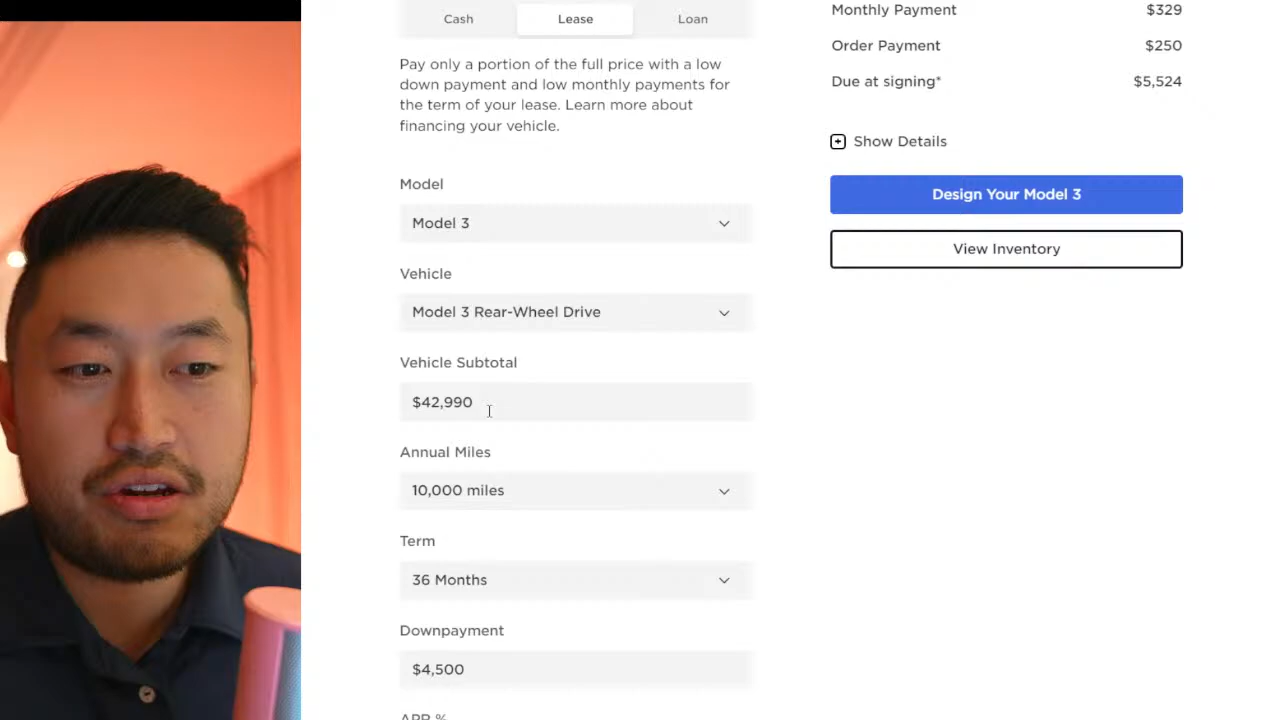 Cash
Lease
Loan
Pay only a portion of the full price with a low
down payment and low monthly payments for
the term of your lease. Learn more about
financing your vehicle.
Model
Model 3
Vehicle
Model 3 Rear-Wheel Drive
Vehicle Subtotal
$42,990
Annual Miles
10,000 miles
Term
36 Months
Downpayment
$4,500
APR %
Monthly Payment $329
Order Payment $250
Due at signing* $5,524
Show Details
Design Your Model 3
View Inventory